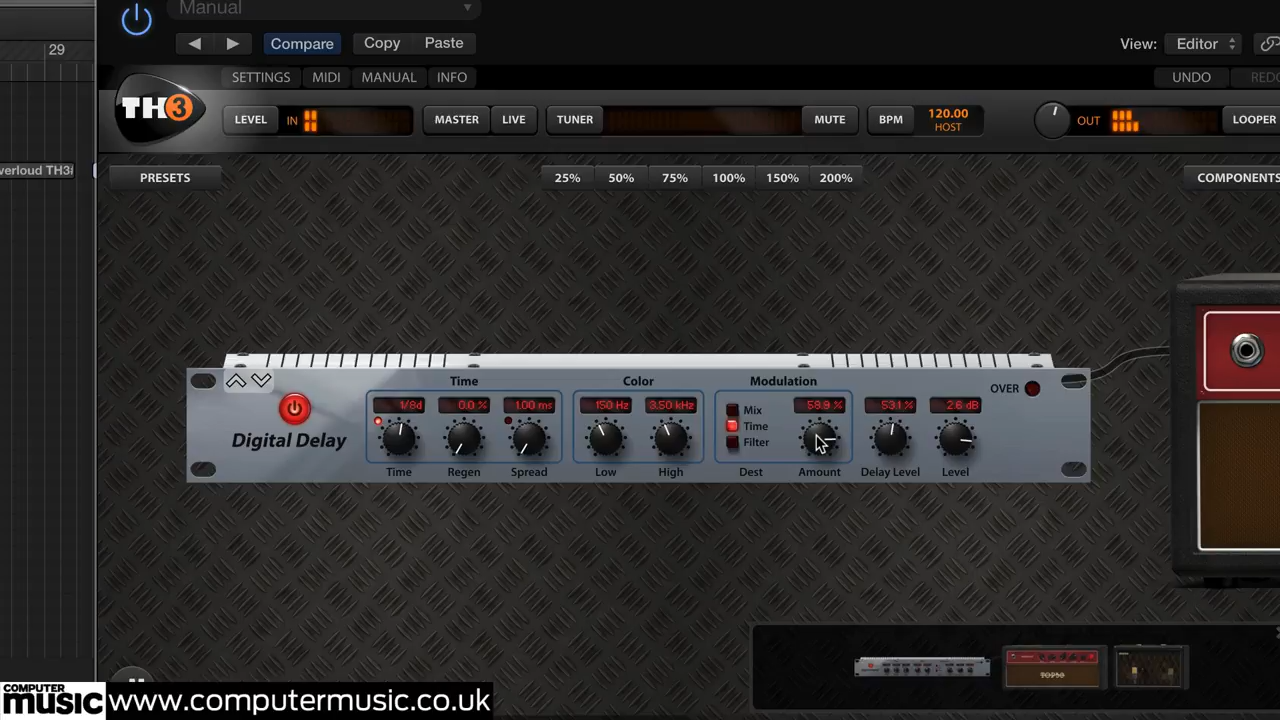 Manual
29
Compare
Copy
Paste
View:
Editor
SETTINGS
MIDI
MANUAL
INFO
UNDO
TH3
LEVEL
IN
MASTER
LIVE
TUNER
MUTE
BPM
120.00
HOST
OUT
LOOPER
PRESETS
25%
50%
75%
100%
150%
200%
COMPONENTS
Time
Color
Modulation
OVER
1/8d
0.0 %
1.00 ms
150 Hz
3.50 kHz
Mix
Time
Filter
58.9 %
53.1 %
2.6 dB
Digital Delay
Time
Regen
Spread
Low
High
Dest
Amount
Delay Level
Level
COMPUTER
music
www.computermusic.co.uk